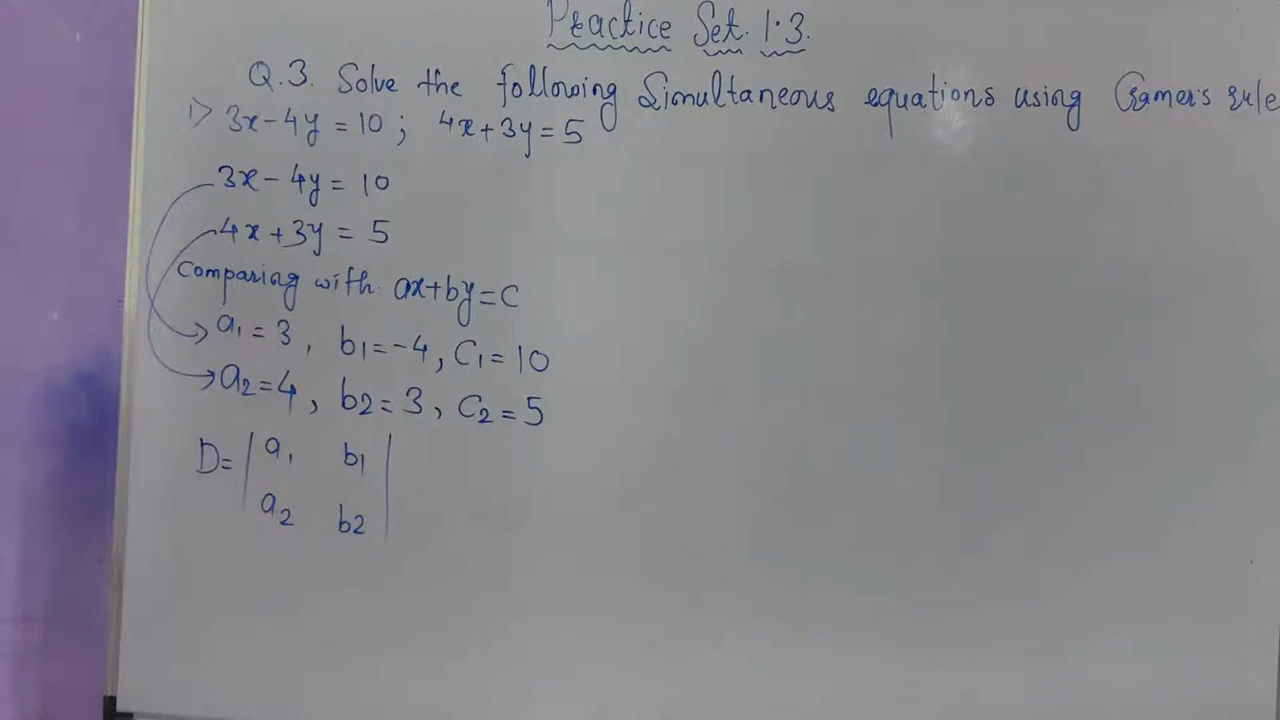 Practice Set. 1.3.
Q.3. Solve the following Simultaneous equations using Cramer's rule
1> 3x-4y=10; 4x+3y=5
3x-4y=10
4x+3y=5
Comparing with. ax+by=C
a1=3, b1=-4, C1=10
a2=4, b2=3, C2=5
D= | a1 b1 |
| a2 b2 |